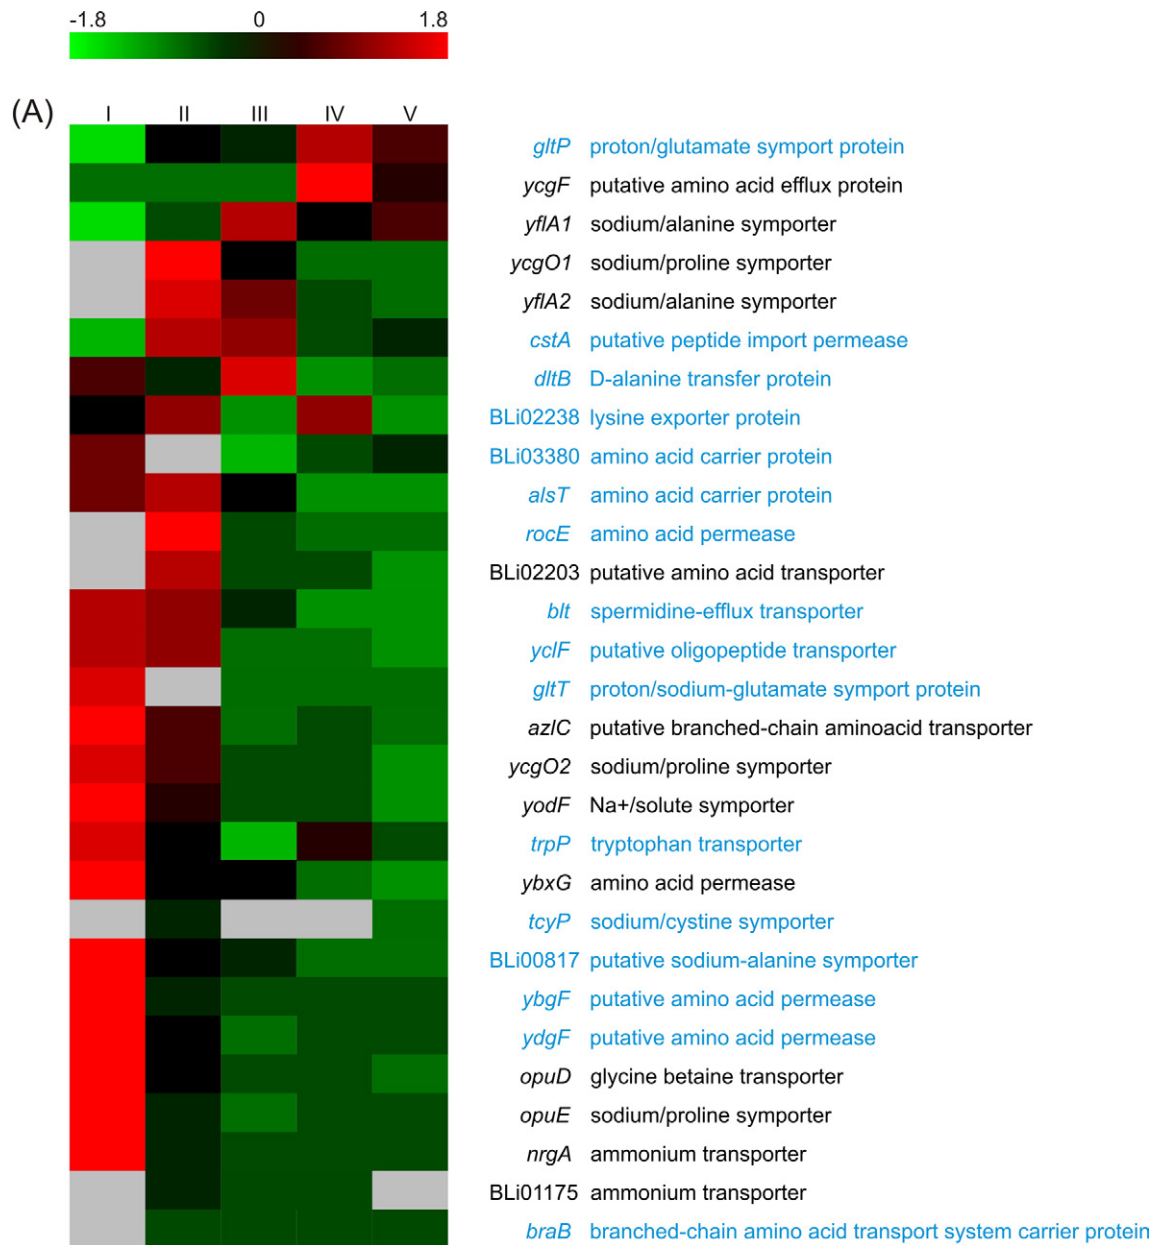 -1.8 0 1.8
(A) I II III IV V
gltP proton/glutamate symport protein
ycgF putative amino acid efflux protein
yflA1 sodium/alanine symporter
ycgO1 sodium/proline symporter
yflA2 sodium/alanine symporter
cstA putative peptide import permease
dltB D-alanine transfer protein
BLi02238 lysine exporter protein
BLi03380 amino acid carrier protein
alsT amino acid carrier protein
rocE amino acid permease
BLi02203 putative amino acid transporter
blt spermidine-efflux transporter
yclF putative oligopeptide transporter
gltT proton/sodium-glutamate symport protein
azlC putative branched-chain aminoacid transporter
ycgO2 sodium/proline symporter
yodF Na+/solute symporter
trpP tryptophan transporter
ybxG amino acid permease
tcyP sodium/cystine symporter
BLi00817 putative sodium-alanine symporter
ybgF putative amino acid permease
ydgF putative amino acid permease
opuD glycine betaine transporter
opuE sodium/proline symporter
nrgA ammonium transporter
BLi01175 ammonium transporter
braB branched-chain amino acid transport system carrier protein